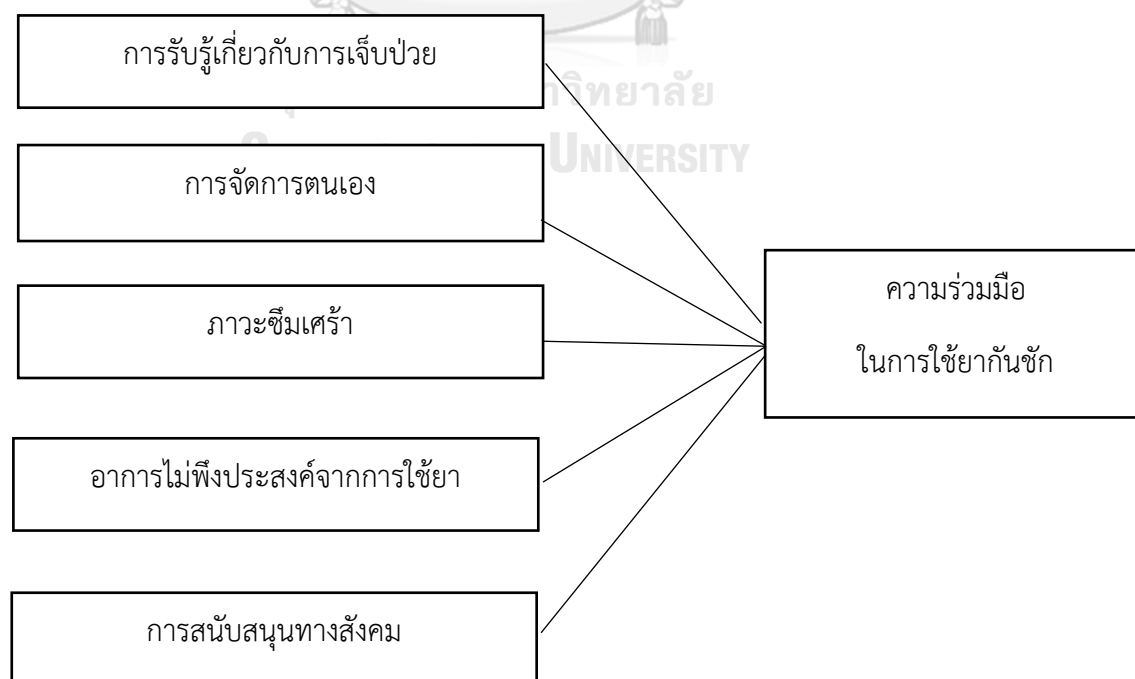 การรับรู้เกี่ยวกับการเจ็บป่วย
UNIVERSITY
การจัดการตนเอง
ความร่วมมือ
ในการใช้ยากันชัก
ภาวะซึมเศร้า
อาการไม่พึงประสงค์จากการใช้ยา
การสนับสนุนทางสังคม